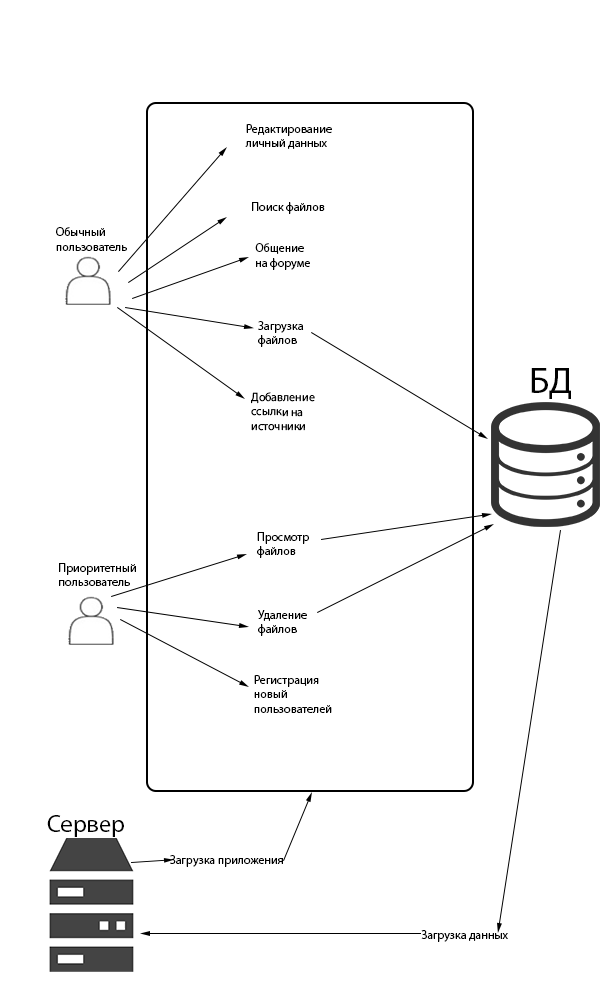 Редактирование
личный данных
Поиск файлов
Обычный
пользователь
Общение
на форуме
Загрузка
файлов
БД
Добавление
ссылки на
источники
Просмотр
файлов
Приоритетный
пользователь
Удаление
файлов
Регистрация
новый
пользователей
Сервер
Загрузка приложения
Загрузка данных